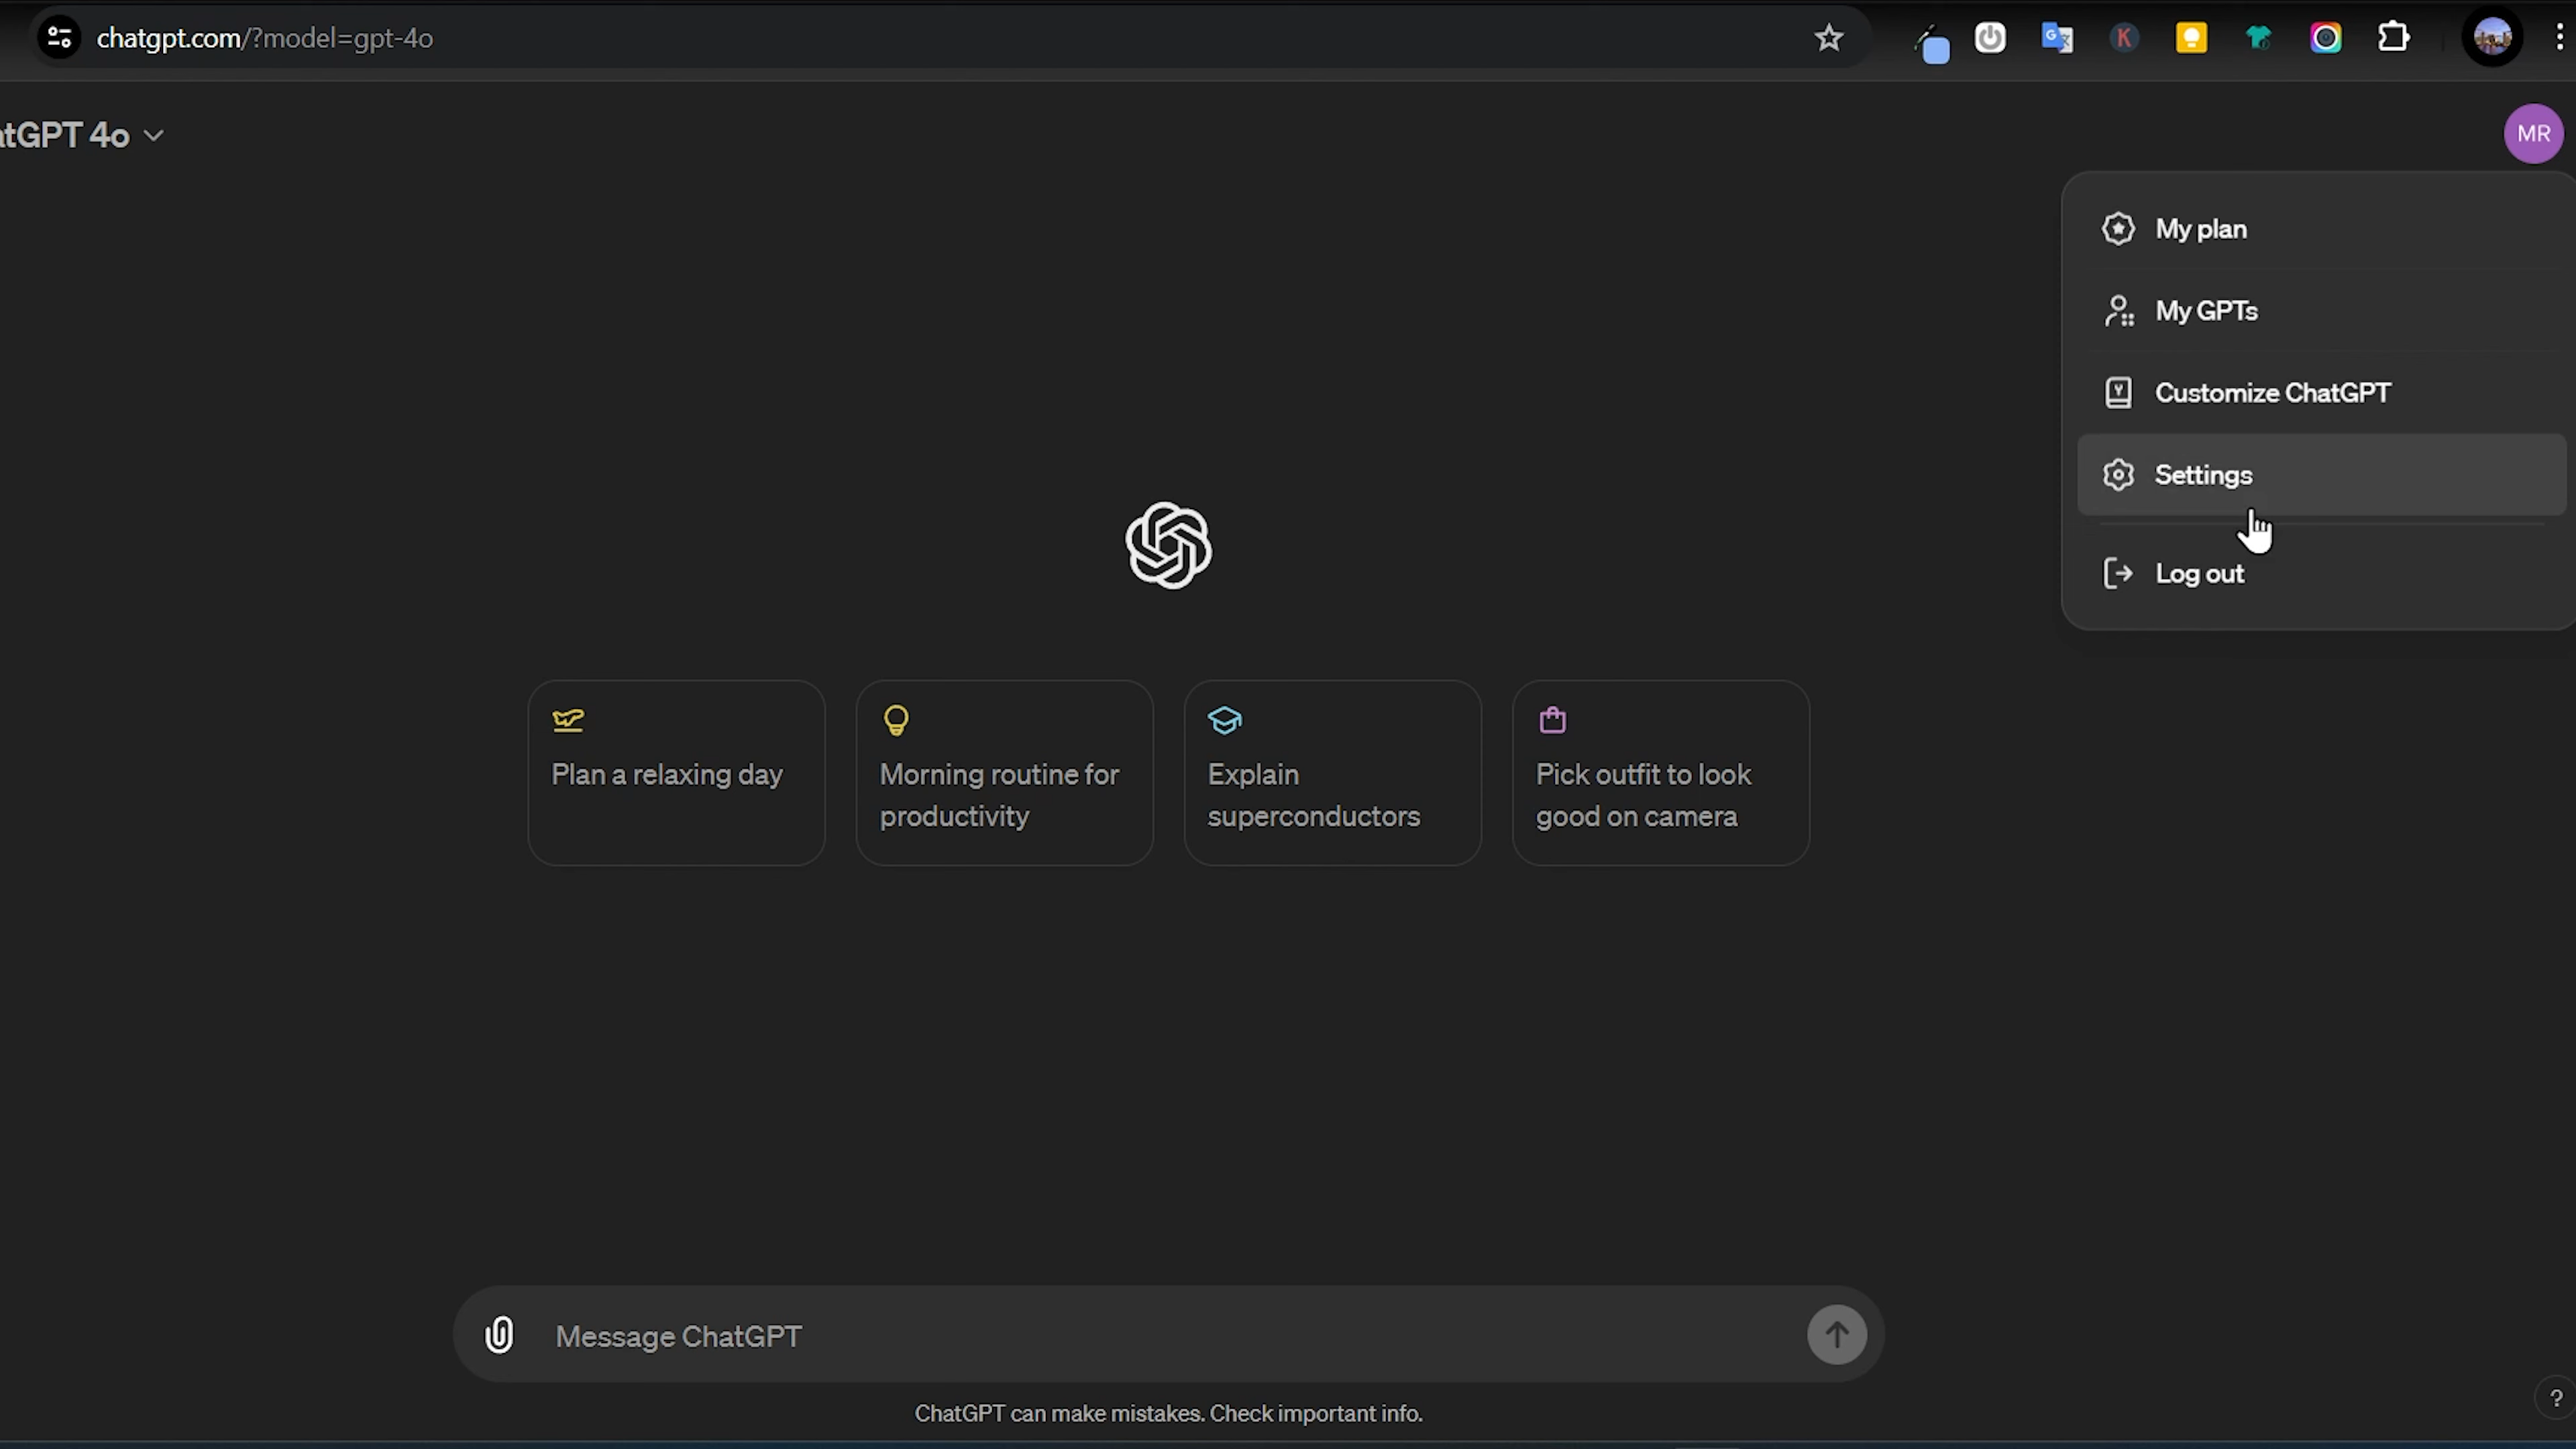 chatgpt.com/?model=gpt-4o
K
atGPT 4o
MR
My plan
My GPTs
Customize ChatGPT
Settings
Log out
Plan a relaxing day
Morning routine for
productivity
Explain
superconductors
Pick outfit to look
good on camera
Message ChatGPT
ChatGPT can make mistakes. Check important info.
?